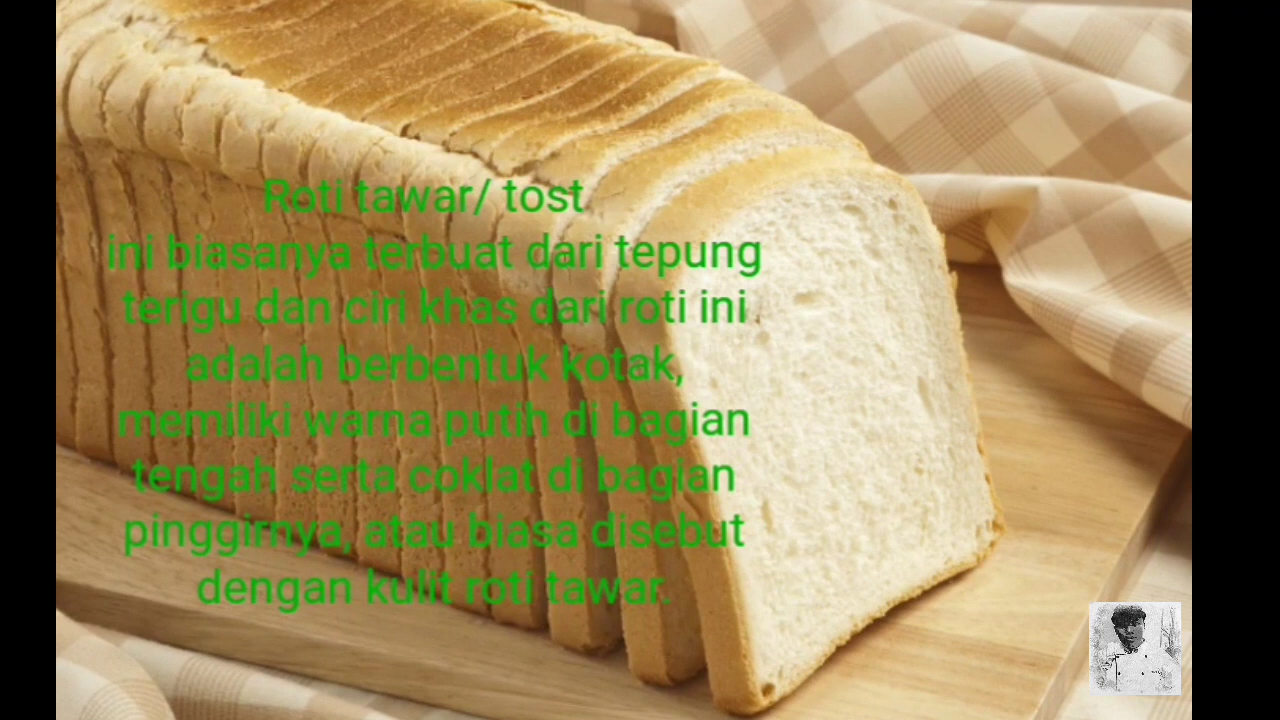 Roti tawar/ tost
ini biasanya terbuat dari tepung
terigu dan ciri khas dari roti ini
adalah berbentuk kotak,
memiliki warna putih di bagian
tengah serta coklat di bagian
pinggirnya, atau biasa disebut
dengan kulit roti tawar.